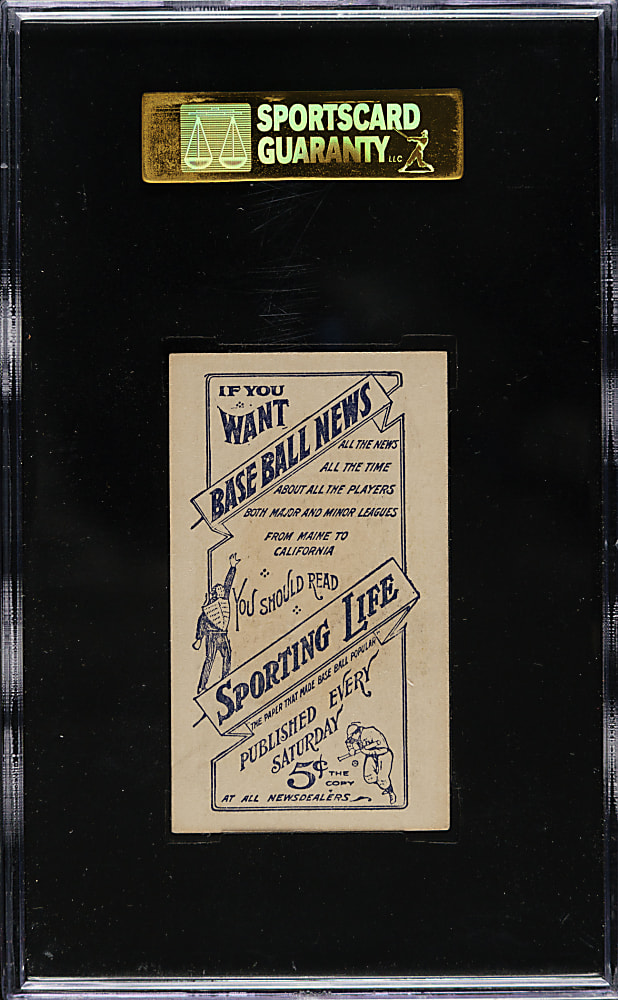 SPORTSCARD
GUARANTY LLC
IF YOU
WANT
BASE BALL NEWS
ALL THE NEWS
ALL THE TIME
ABOUT ALL THE PLAYERS
BOTH MAJOR AND MINOR LEAGUES
FROM MAINE TO
CALIFORNIA
YOU SHOULD READ
SPORTING LIFE
THE PAPER THAT MADE BASE BALL POPULAR
PUBLISHED EVERY
SATURDAY
5¢ THE
COPY
AT ALL NEWSDEALERS